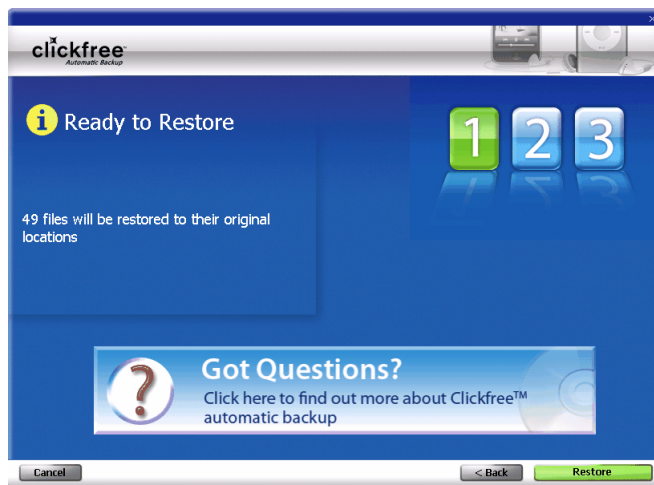 clickfree
Automatic Backup
Ready to Restore
1 2 3
49 files will be restored to their original
locations
?
Got Questions?
Click here to find out more about Clickfree™
automatic backup
Cancel
< Back
Restore